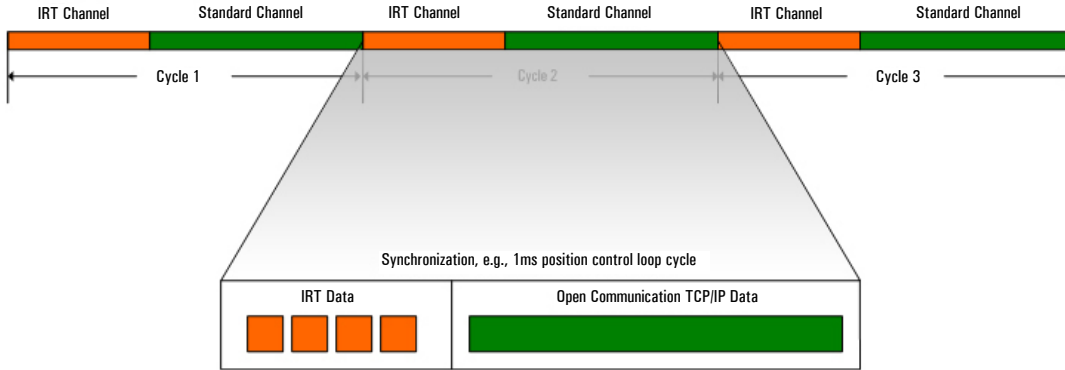 IRT Channel
Standard Channel
IRT Channel
Standard Channel
IRT Channel
Standard Channel
Cycle 1
Cycle 2
Cycle 3
Synchronization, e.g., 1ms position control loop cycle
IRT Data
Open Communication TCP/IP Data